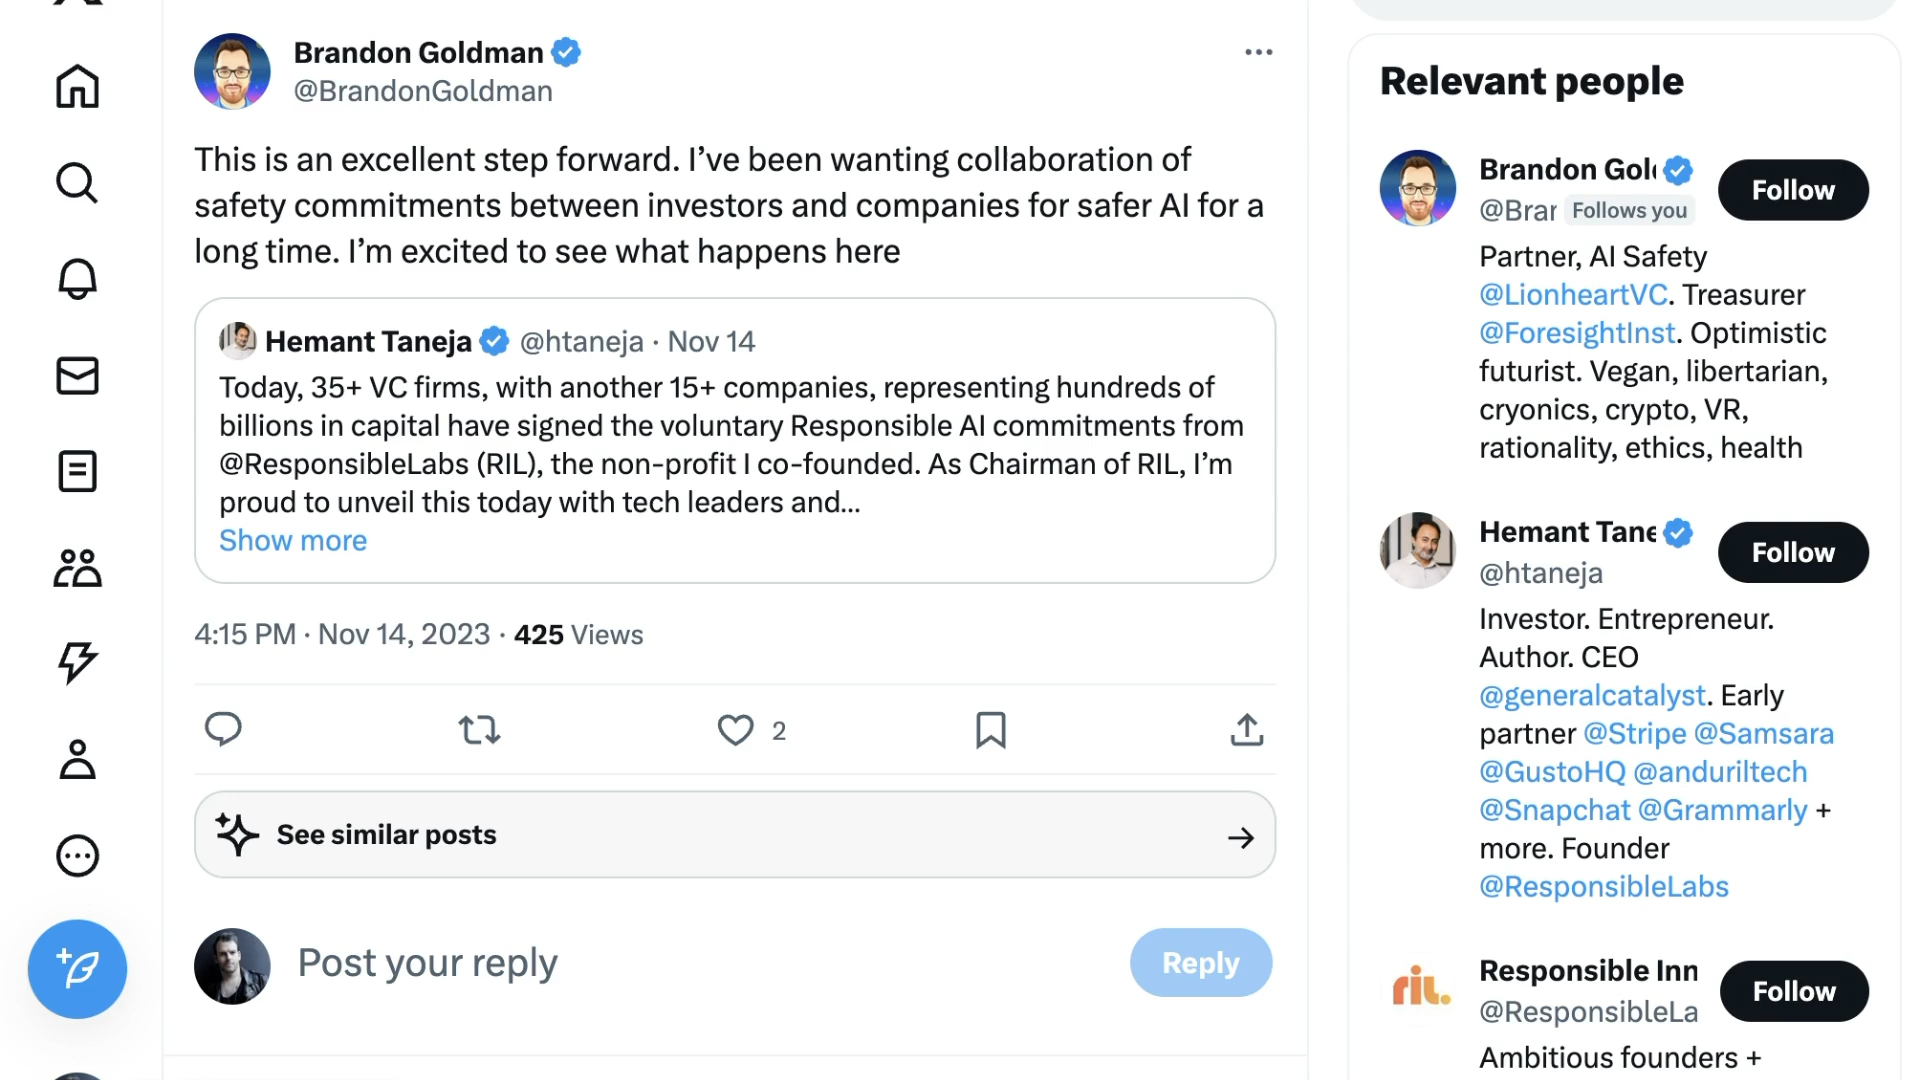 Brandon Goldman
@BrandonGoldman
This is an excellent step forward. I’ve been wanting collaboration of
safety commitments between investors and companies for safer AI for a
long time. I’m excited to see what happens here
Hemant Taneja @htaneja · Nov 14
Today, 35+ VC firms, with another 15+ companies, representing hundreds of
billions in capital have signed the voluntary Responsible AI commitments from
@ResponsibleLabs (RIL), the non-profit I co-founded. As Chairman of RIL, I’m
proud to unveil this today with tech leaders and...
Show more
4:15 PM · Nov 14, 2023 · 425 Views
2
See similar posts
Post your reply
Reply
Relevant people
Brandon Gol
@Brar Follows you
Follow
Partner, AI Safety
@LionheartVC. Treasurer
@ForesightInst. Optimistic
futurist. Vegan, libertarian,
cryonics, crypto, VR,
rationality, ethics, health
Hemant Tane
@htaneja
Follow
Investor. Entrepreneur.
Author. CEO
@generalcatalyst. Early
partner @Stripe @Samsara
@GustoHQ @anduriltech
@Snapchat @Grammarly +
more. Founder
@ResponsibleLabs
ril.
Responsible Inn
@ResponsibleLa
Follow
Ambitious founders +